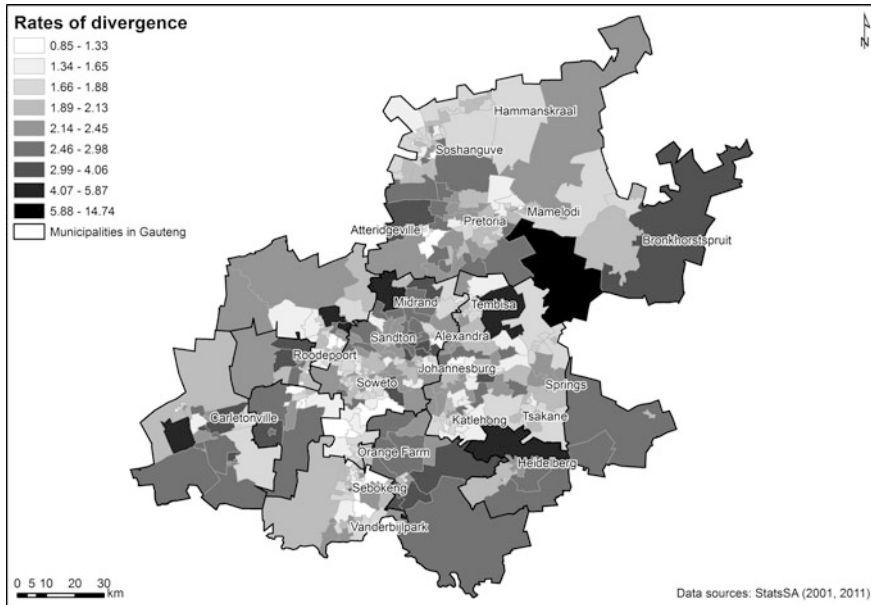 Rates of divergence
0.85 - 1.33
1.34 - 1.65
1.66 - 1.88
1.89 - 2.13
2.14 - 2.45
2.46 - 2.98
2.99 - 4.06
4.07 - 5.87
5.88 - 14.74
Municipalities in Gauteng
N
Hammanskraal
Soshanguve
Mamelodi
Pretoria
Atteridgeville
Bronkhorstspruit
Midrand
Tembisa
Sandton
Alexandra
Roodepoort
Johannesburg
Soweto
Springs
Carletonville
Katlehong
Tsakane
Orange Farm
Heidelberg
Sebokeng
Vanderbijlpark
0 5 10 20 30
km
Data sources: StatsSA (2001, 2011)